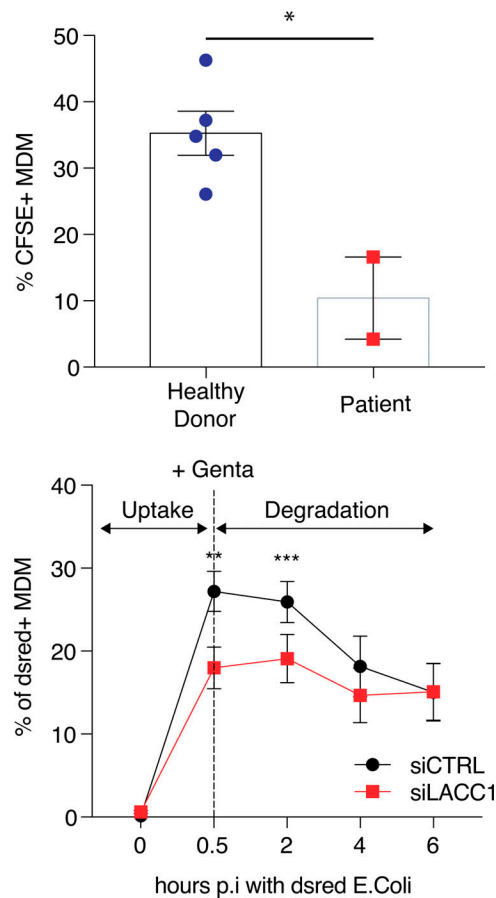 *
50
40
30
20
10
0
% CFSE+ MDM
Healthy
Donor
Patient
+ Genta
Uptake
Degradation
40
30
20
10
0
% of dsred+ MDM
**
***
siCTRL
siLACC1
0 0.5 2 4 6
hours p.i with dsred E.Coli